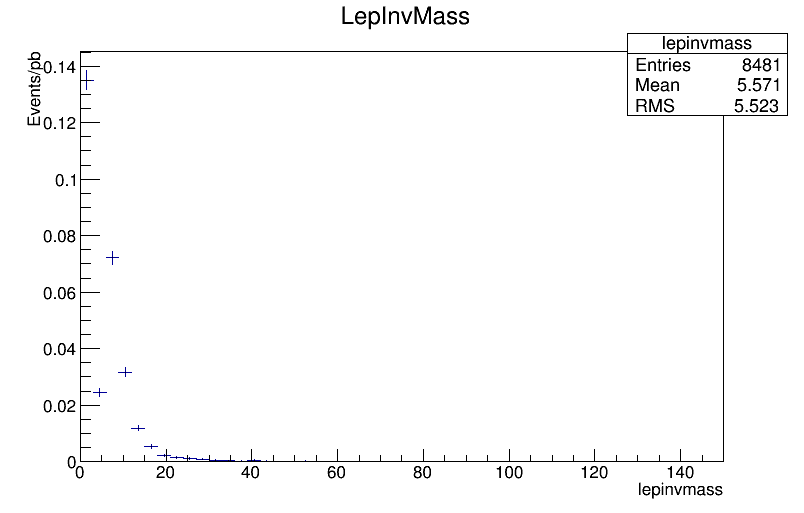 LepInvMass
lepinvmass
Entries 8481
Mean 5.571
RMS 5.523
Events/pb
0.14
0.12
0.1
0.08
0.06
0.04
0.02
0
0 20 40 60 80 100 120 140
lepinvmass